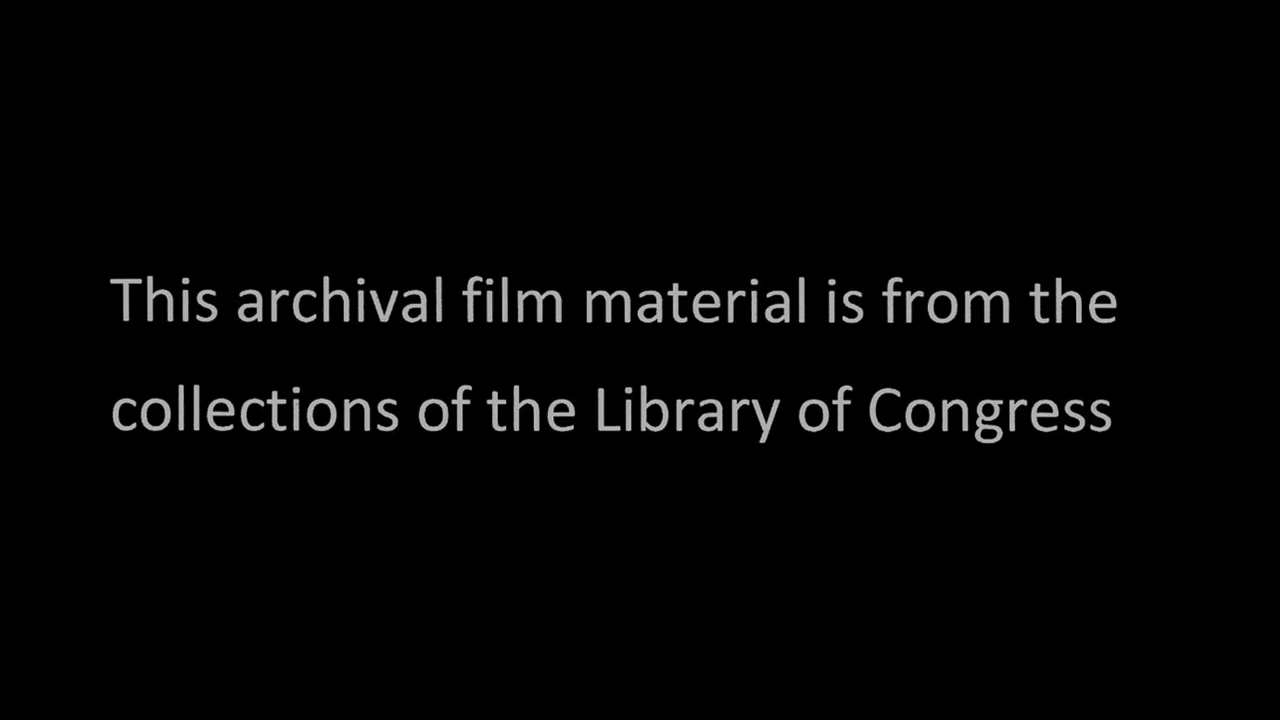 This archival film material is from the
collections of the Library of Congress